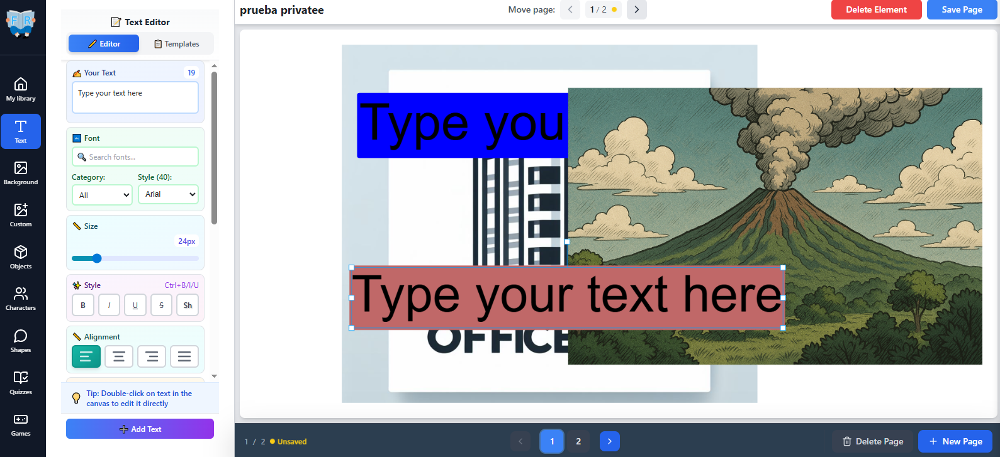 F R
prueba privatee
Move page:
1 / 2
Delete Element
Save Page
My library
Text
Background
Custom
Objects
Characters
Shapes
Quizzes
Games
Text Editor
Editor
Templates
Your Text
19
Type your text here
Font
Search fonts...
Category:
Style (40):
All
Arial
Size
24px
Style
Ctrl+B/I/U
B
I
U
S
Sh
Alignment
Tip: Double-click on text in the
canvas to edit it directly
Add Text
Type you
Type your text here
OFFICE
1 / 2
Unsaved
1
2
Delete Page
New Page